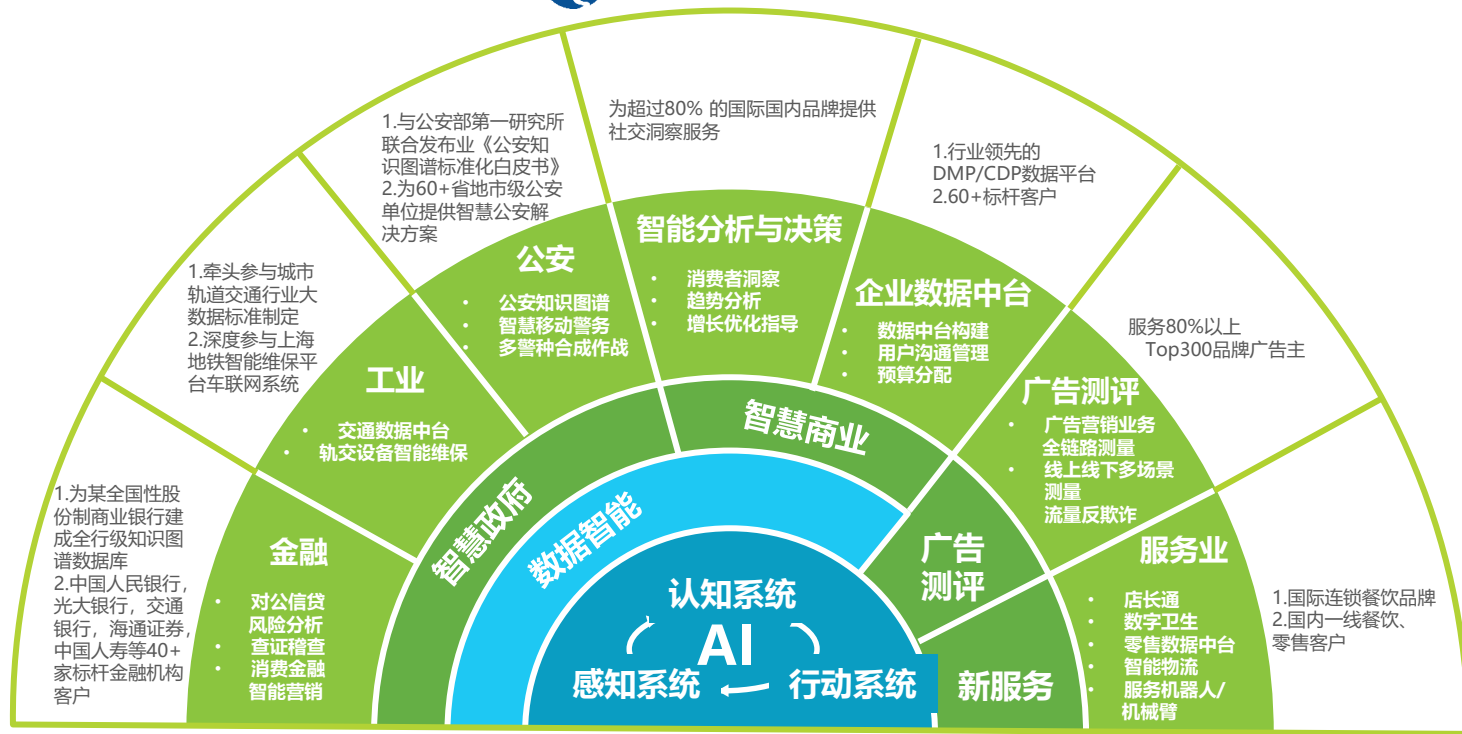 为超过80% 的国际国内品牌提供
社交洞察服务
1.与公安部第一研究所
联合发布业《公安知
识图谱标准化白皮书》
2.为60+省地市级公安
单位提供智慧公安解
决方案
1.行业领先的
DMP/CDP数据平台
2.60+标杆客户
1.牵头参与城市
轨道交通行业大
数据标准制定
2.深度参与上海
地铁智能维保平
台车联网系统
服务80%以上
Top300品牌广告主
1.为某全国性股
份制商业银行建
成全行级知识图
谱数据库
2.中国人民银行，
光大银行，交通
银行，海通证券，
中国人寿等40+
家标杆金融机构
客户
1.国际连锁餐饮品牌
2.国内一线餐饮、
零售客户
金融
• 对公信贷
风险分析
• 查证稽查
• 消费金融
智能营销
工业
• 交通数据中台
• 轨交设备智能维保
公安
• 公安知识图谱
• 智慧移动警务
• 多警种合成作战
智能分析与决策
• 消费者洞察
• 趋势分析
• 增长优化指导
企业数据中台
• 数据中台构建
• 用户沟通管理
• 预算分配
广告测评
• 广告营销业务
全链路测量
• 线上线下多场景
测量
• 流量反欺诈
服务业
• 店长通
• 数字卫生
• 零售数据中台
• 智能物流
• 服务机器人/
机械臂
智慧政府
智慧商业
广告
测评
新服务
数据智能
认知系统
AI
感知系统
行动系统